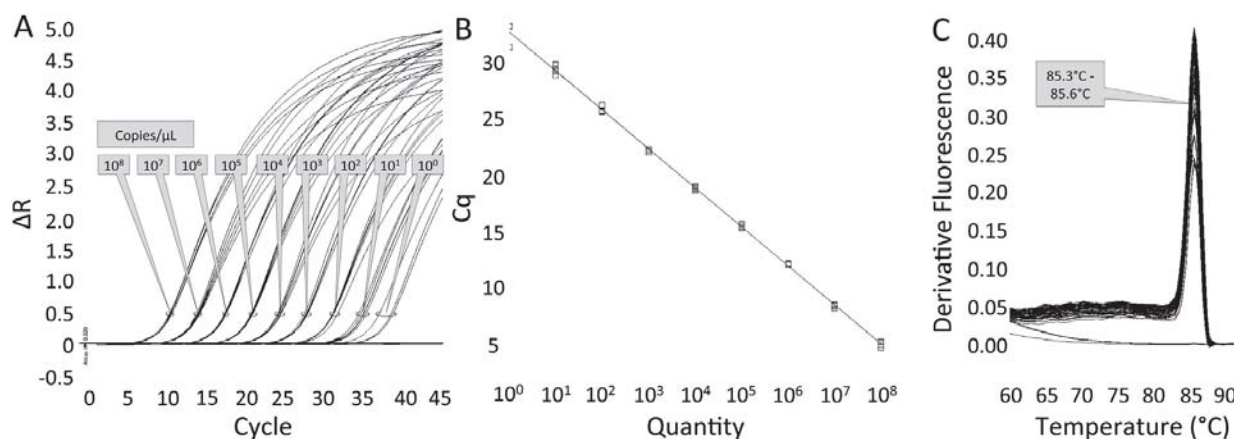 A
5.0
4.5
4.0
3.5
3.0
2.5
2.0
1.5
1.0
0.5
0
-0.5
ΔR
Copies/µL
10⁸ 10⁷ 10⁶ 10⁵ 10⁴ 10³ 10² 10¹ 10⁰
0 5 10 15 20 25 30 35 40 45
Cycle
B
30
25
20
15
10
5
Cq
10⁰ 10¹ 10² 10³ 10⁴ 10⁵ 10⁶ 10⁷ 10⁸
Quantity
C
0.40
0.35
0.30
0.25
0.20
0.15
0.10
0.05
0.00
Derivative Fluorescence
85.3°C -
85.6°C
60 70 80 85 90
Temperature (°C)